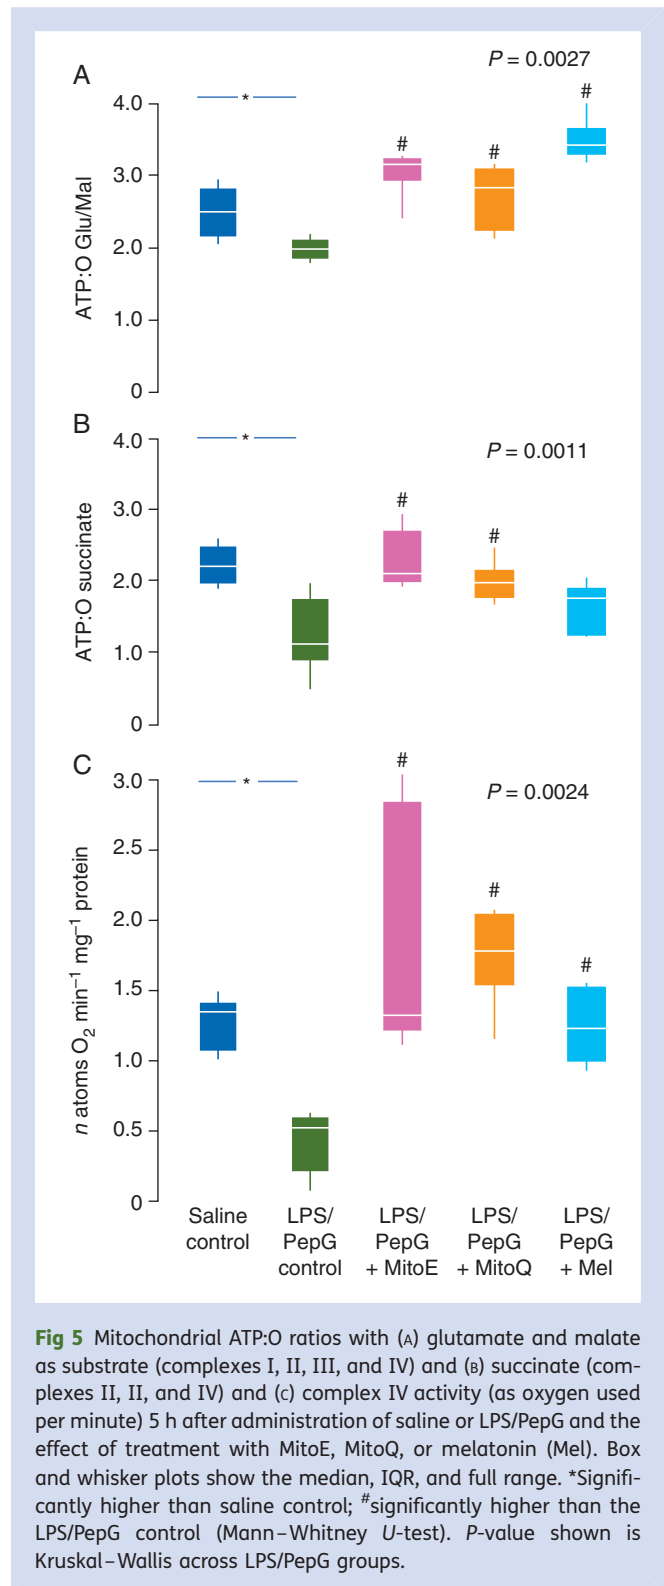 A
P = 0.0027
*
#
#
#
4.0
3.0
2.0
1.0
0
ATP:O Glu/Mal
B
P = 0.0011
*
#
#
4.0
3.0
2.0
1.0
0
ATP:O succinate
C
P = 0.0024
*
#
#
#
3.0
2.5
2.0
1.5
1.0
0.5
0
n atoms O₂ min⁻¹ mg⁻¹ protein
Saline
control
LPS/
PepG
control
LPS/
PepG
+ MitoE
LPS/
PepG
+ MitoQ
LPS/
PepG
+ Mel
Fig 5 Mitochondrial ATP:O ratios with (A) glutamate and malate
as substrate (complexes I, II, III, and IV) and (B) succinate (com-
plexes II, II, and IV) and (C) complex IV activity (as oxygen used
per minute) 5 h after administration of saline or LPS/PepG and the
effect of treatment with MitoE, MitoQ, or melatonin (Mel). Box
and whisker plots show the median, IQR, and full range. *Signifi-
cantly higher than saline control; #significantly higher than the
LPS/PepG control (Mann–Whitney U-test). P-value shown is
Kruskal–Wallis across LPS/PepG groups.